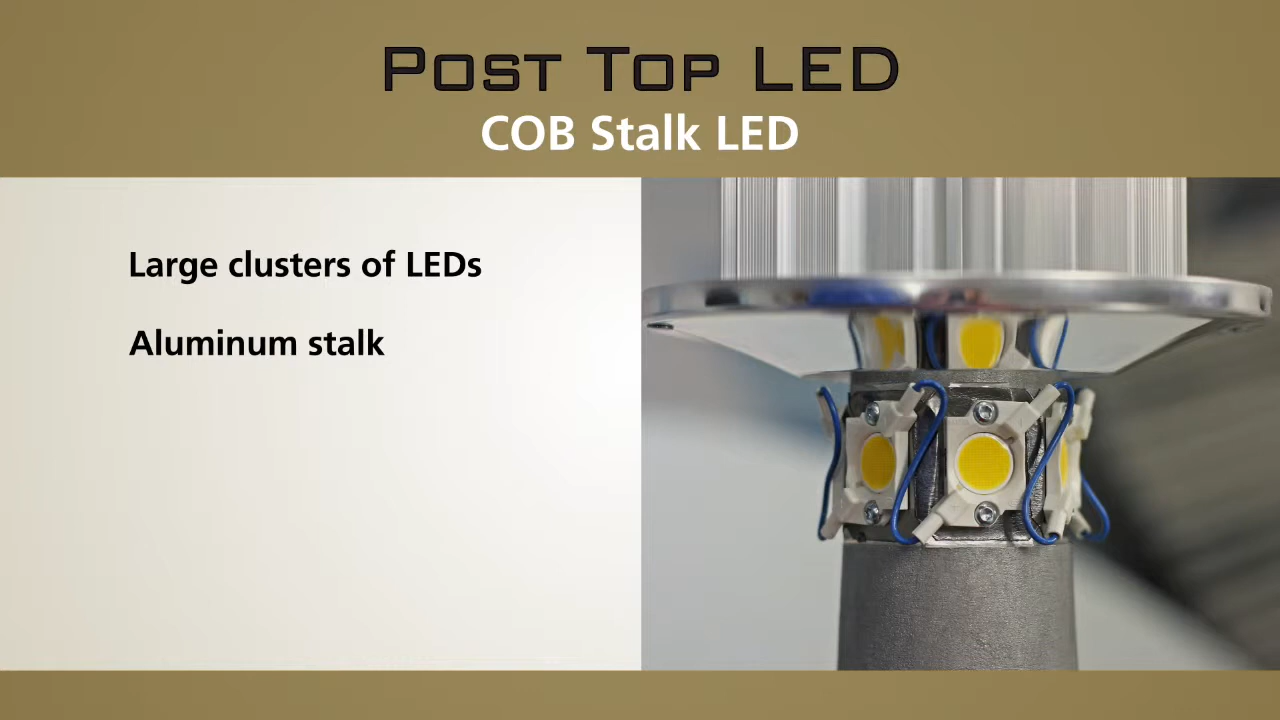 Post Top LED
COB Stalk LED
Large clusters of LEDs
Aluminum stalk